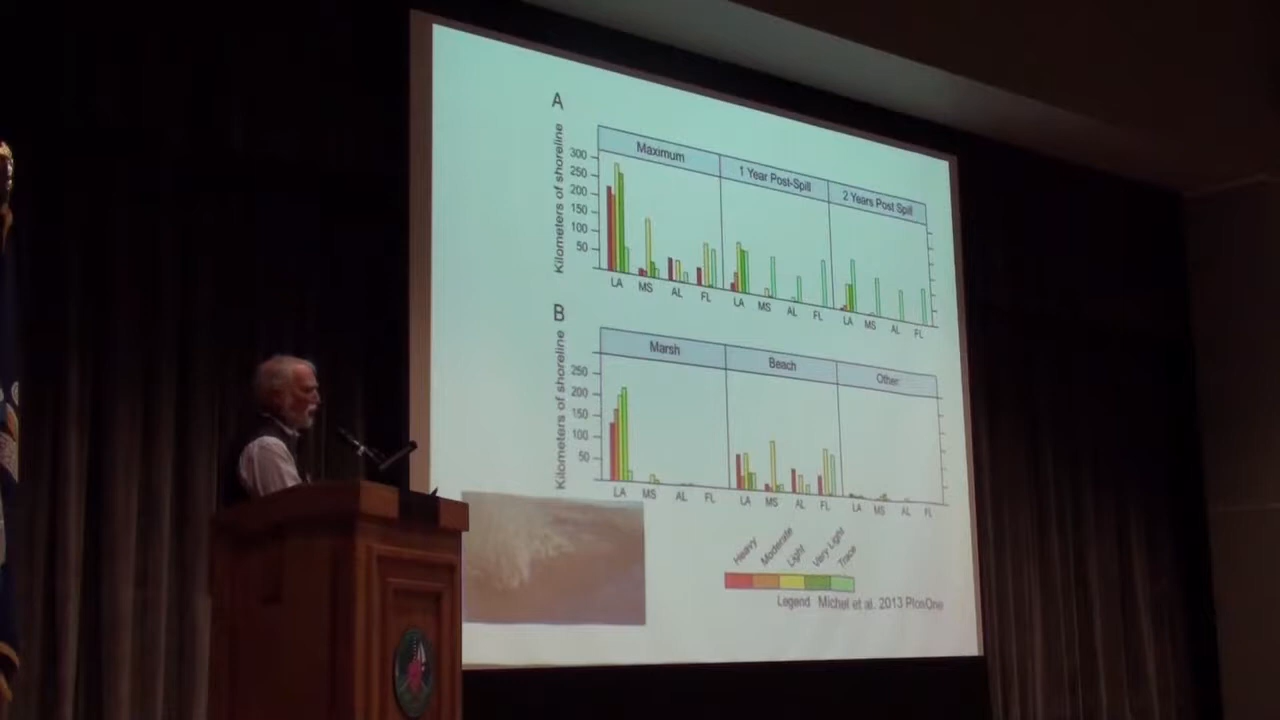 A
Kilometers of shoreline
300
250
200
150
100
50
Maximum
1 Year Post-Spill
2 Years Post Spill
LA MS AL FL LA MS AL FL LA MS AL FL
B
Kilometers of shoreline
250
200
150
100
50
Marsh
Beach
Other
LA MS AL FL LA MS AL FL LA MS AL FL
Heavy Moderate Light Very Light Trace
Legend Michel et al. 2013 PlosOne